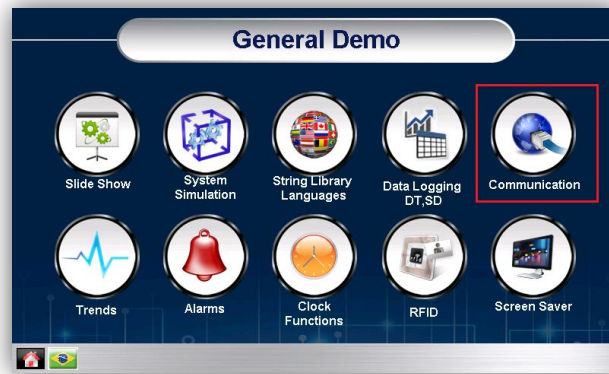 General Demo
Slide Show
System
Simulation
String Library
Languages
Data Logging
DT,SD
Communication
Trends
Alarms
Clock
Functions
RFID
Screen Saver